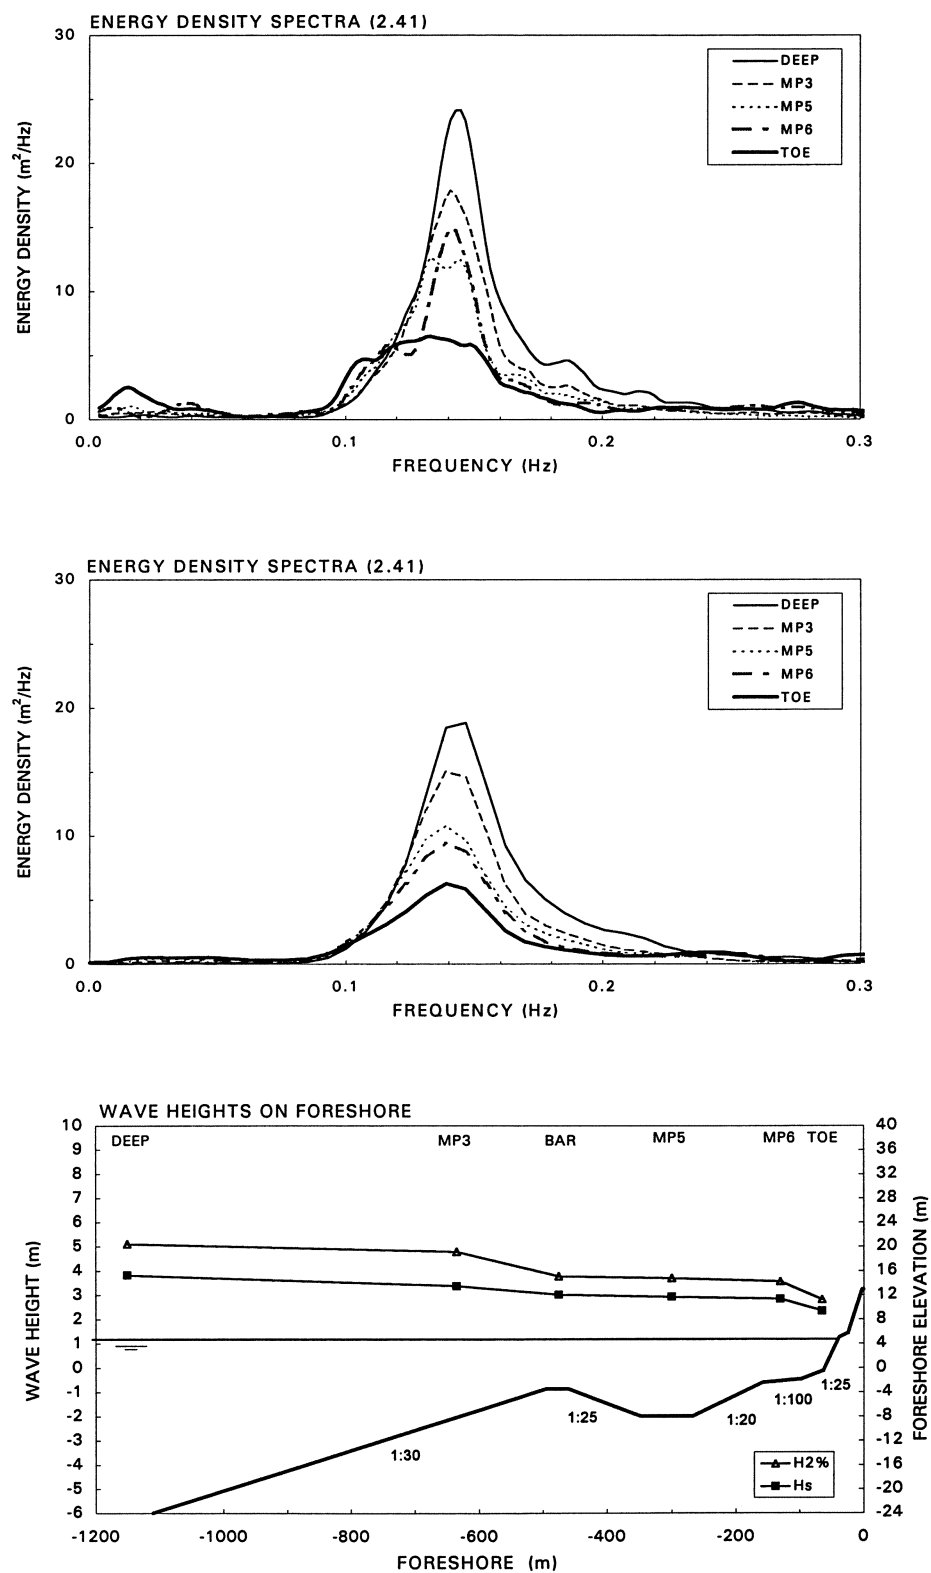 ENERGY DENSITY SPECTRA (2.41)
30
20
10
0
ENERGY DENSITY (m²/Hz)
DEEP
MP3
MP5
MP6
TOE
0.0 0.1 0.2 0.3
FREQUENCY (Hz)
ENERGY DENSITY SPECTRA (2.41)
30
20
10
0
ENERGY DENSITY (m²/Hz)
DEEP
MP3
MP5
MP6
TOE
0.0 0.1 0.2 0.3
FREQUENCY (Hz)
WAVE HEIGHTS ON FORESHORE
DEEP MP3 BAR MP5 MP6 TOE
10 40
9 36
8 32
7 28
6 24
5 20
4 16
3 12
2 8
1 4
0 0
-1 -4
-2 -8
-3 -12
-4 -16
-5 -20
-6 -24
WAVE HEIGHT (m)
FORESHORE ELEVATION (m)
1:30
1:25
1:20
1:100
1:25
H2%
Hs
-1200 -1000 -800 -600 -400 -200 0
FORESHORE (m)